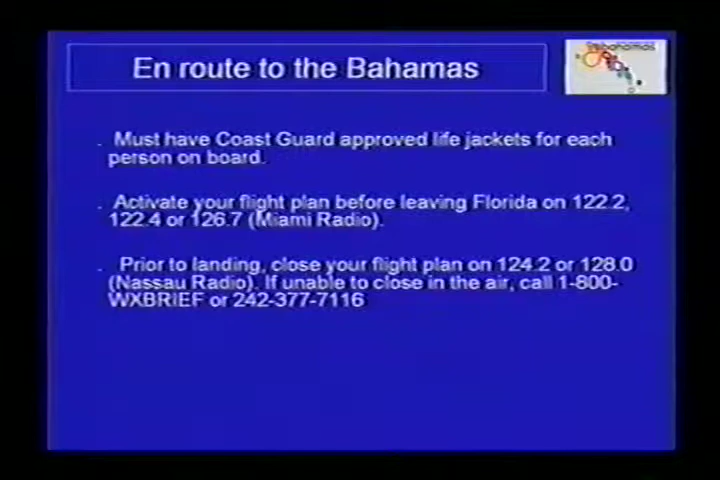 En route to the Bahamas
bahamas
. Must have Coast Guard approved life jackets for each
person on board.
. Activate your flight plan before leaving Florida on 122.2,
122.4 or 126.7 (Miami Radio).
. Prior to landing, close your flight plan on 124.2 or 128.0
(Nassau Radio). If unable to close in the air, call 1-800-
WXBRIEF or 242-377-7116